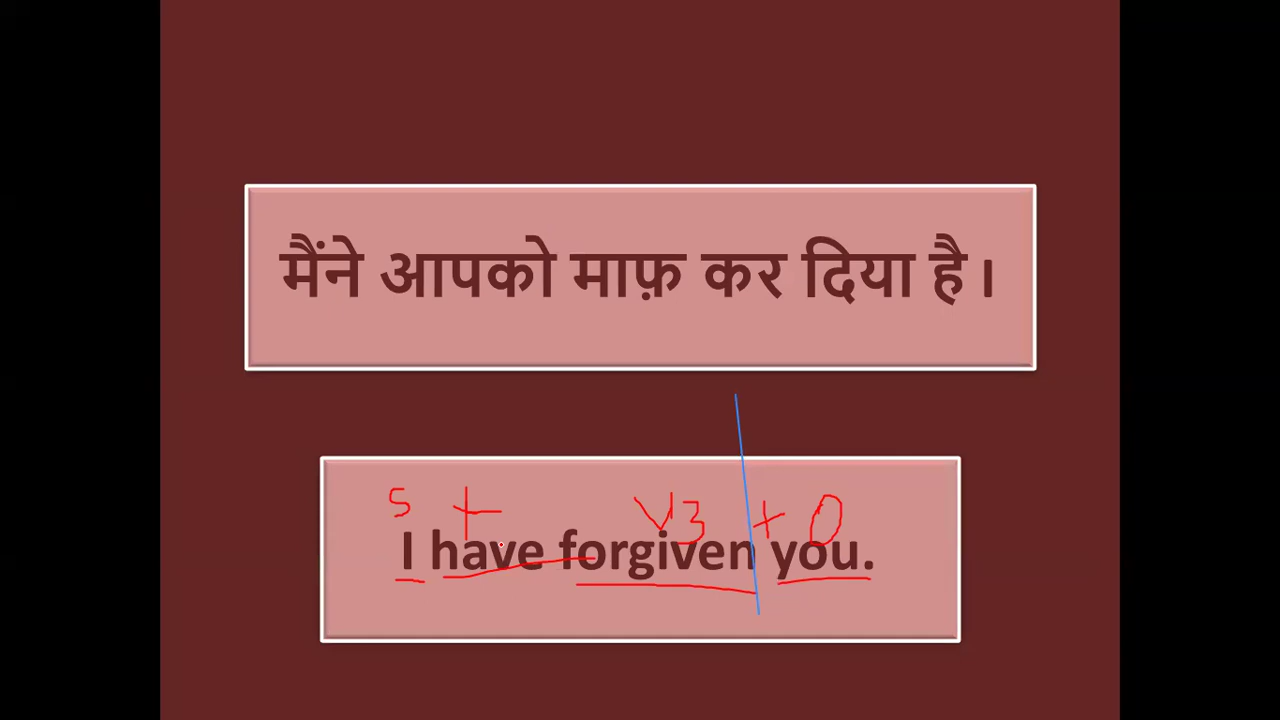 मैंने आपको माफ़ कर दिया है।
S + V3 + O
I have forgiven you.